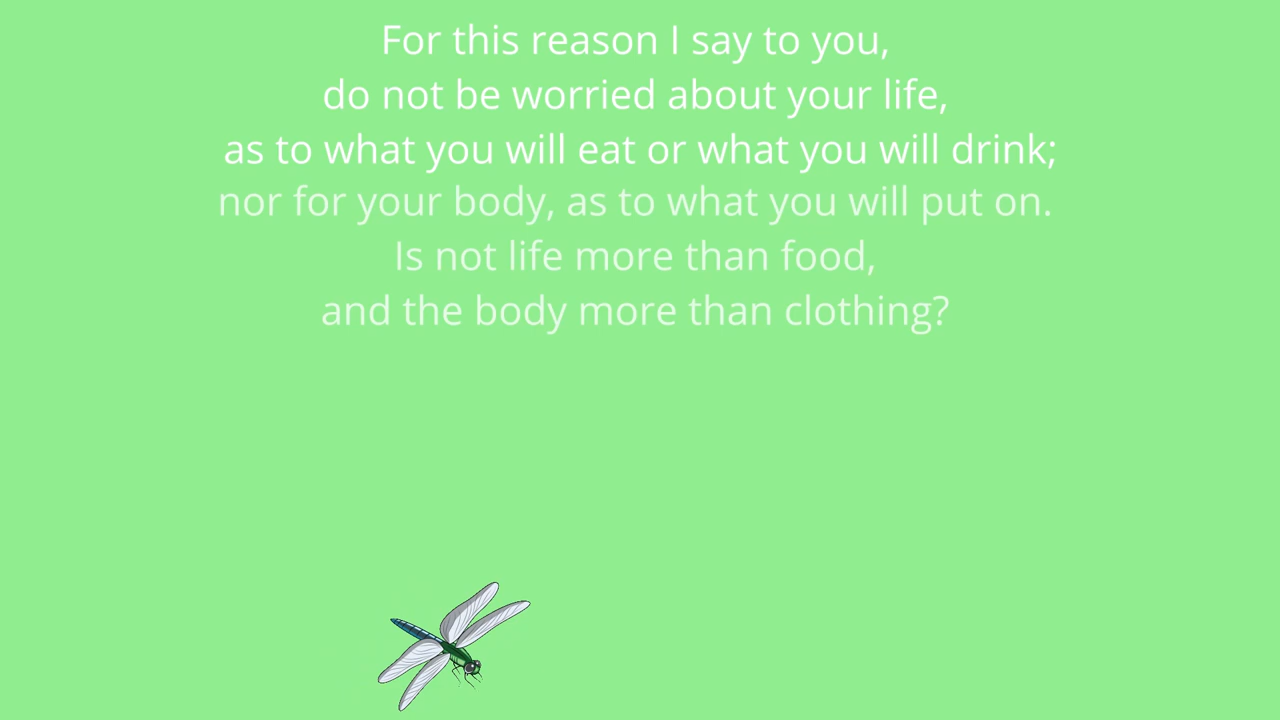 For this reason I say to you,
do not be worried about your life,
as to what you will eat or what you will drink;
nor for your body, as to what you will put on.
Is not life more than food,
and the body more than clothing?